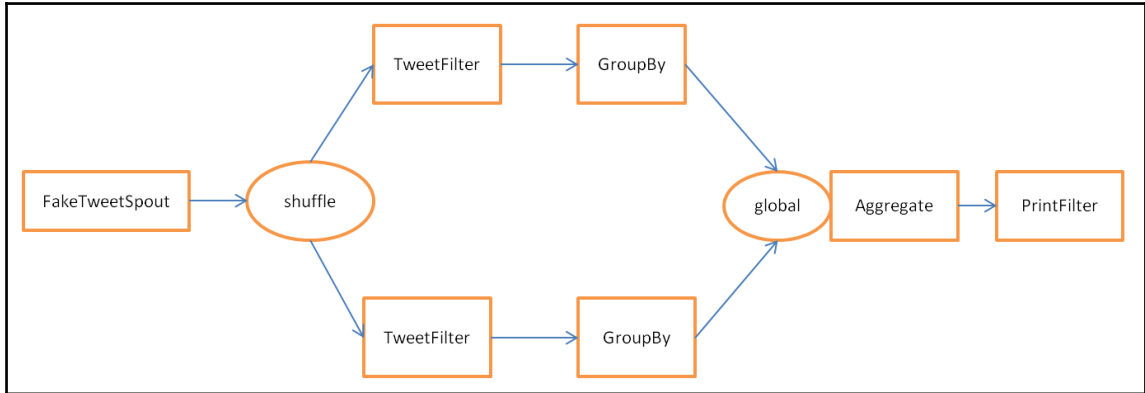 TweetFilter
GroupBy
FakeTweetSpout
shuffle
global
Aggregate
PrintFilter
TweetFilter
GroupBy